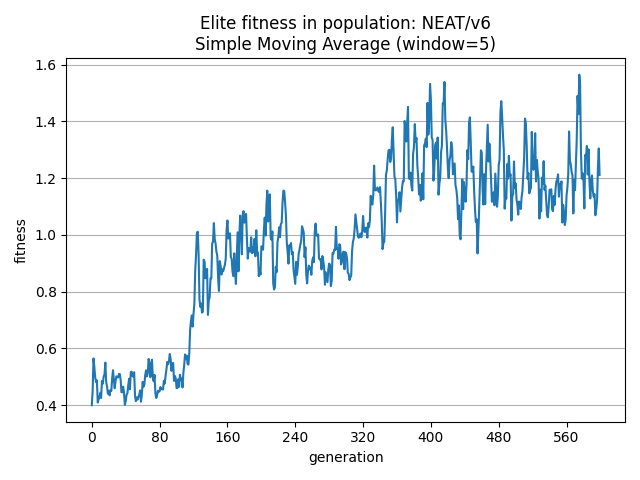 Elite fitness in population: NEAT/v6
Simple Moving Average (window=5)
1.6
1.4
1.2
1.0
0.8
0.6
0.4
fitness
0 80 160 240 320 400 480 560
generation